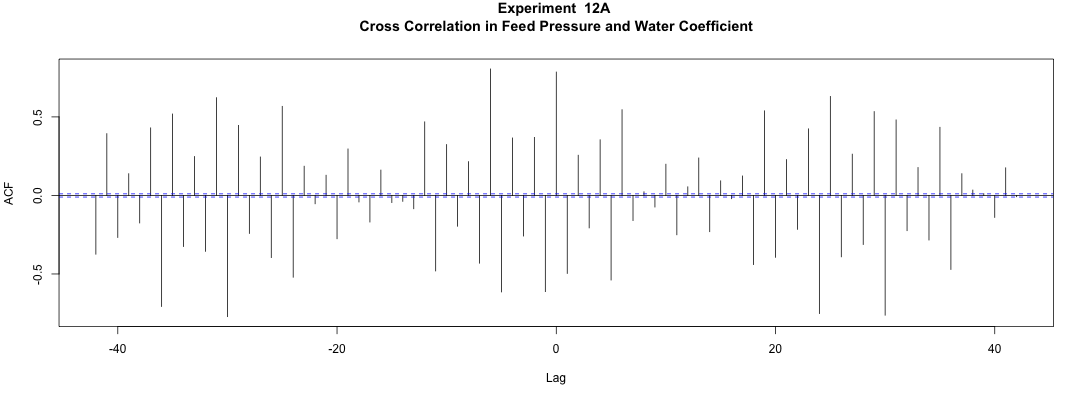 Experiment 12A
Cross Correlation in Feed Pressure and Water Coefficient
ACF
0.5
0.0
-0.5
-40
-20
0
20
40
Lag